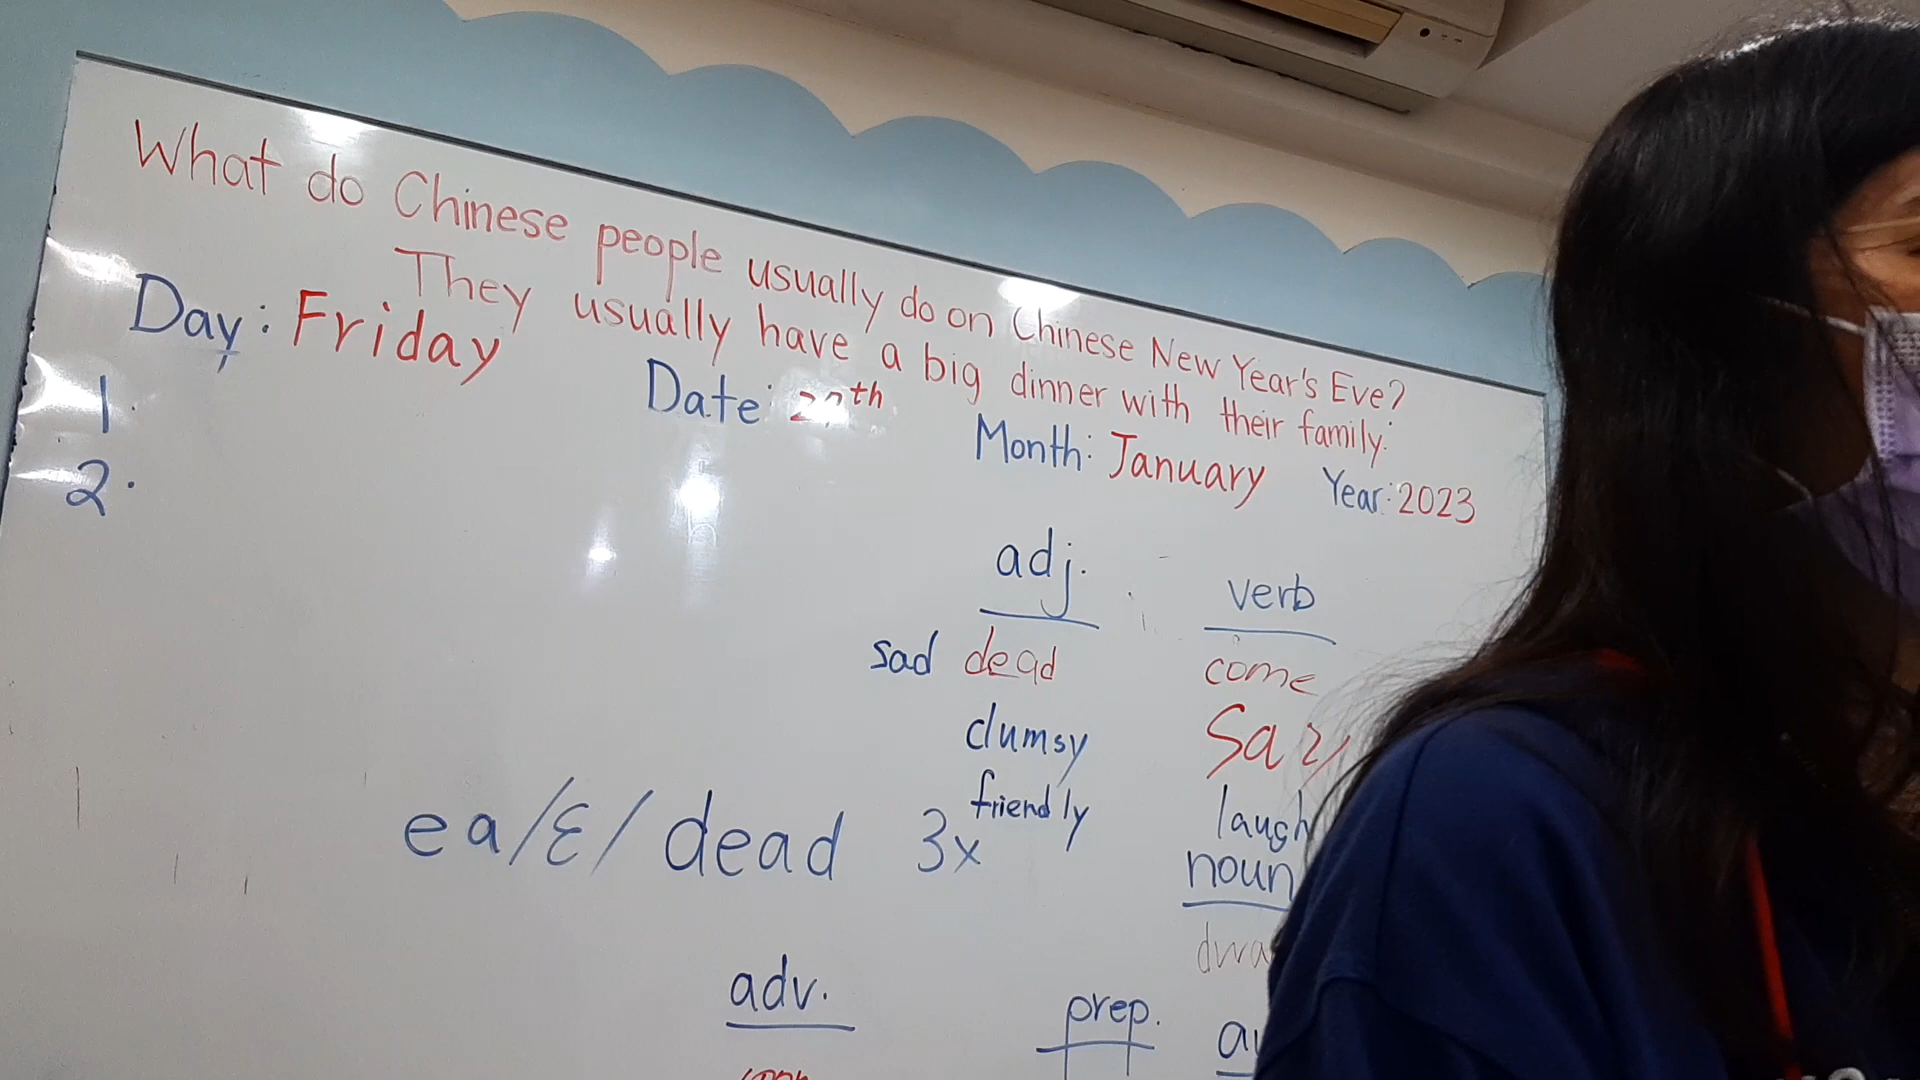 What do Chinese people usually do on Chinese New Year's Eve?
They usually have a big dinner with their family.
Day: Friday Date: th Month: January Year: 2023
1.
2.
adj. verb
sad dead come
clumsy say
friendly laugh
ea/ε/ dead 3x
noun
adv. prep.